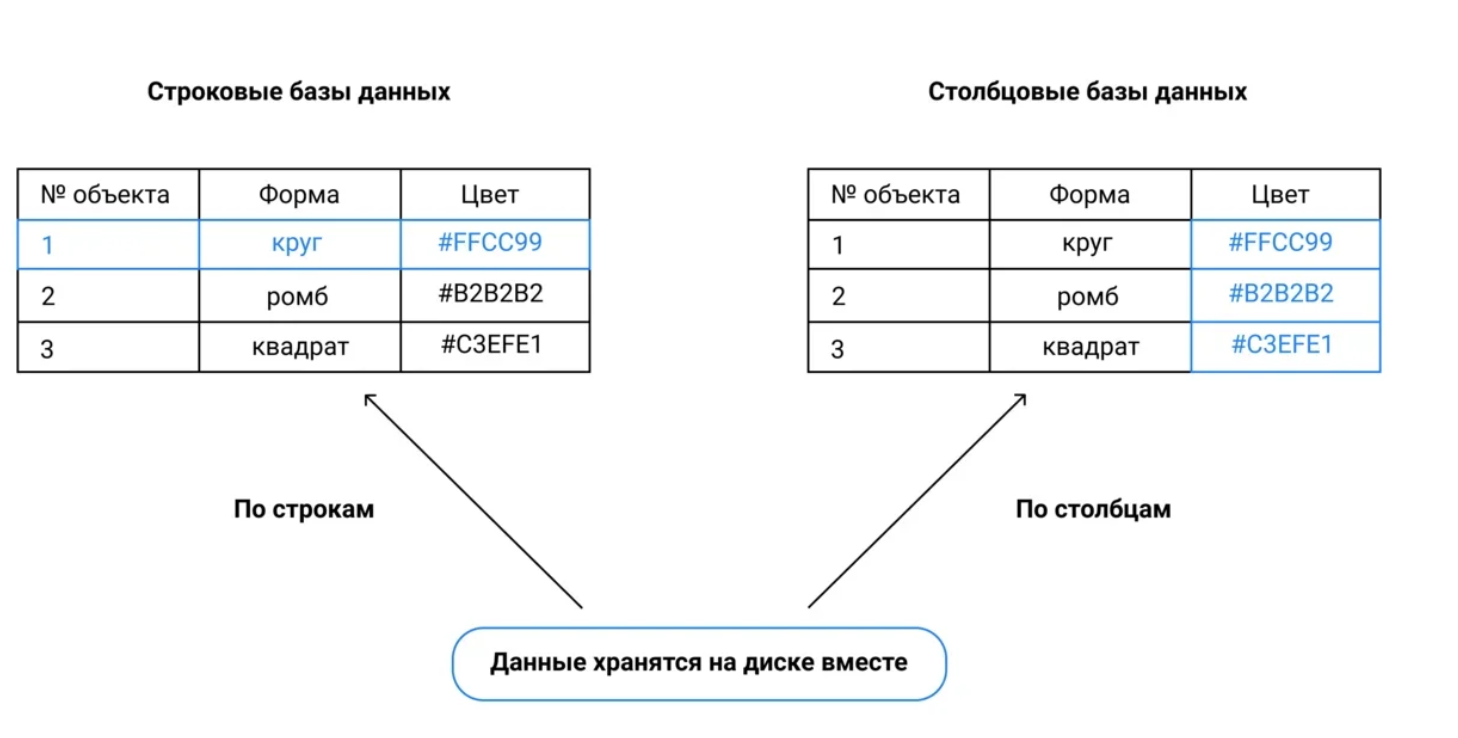 Строковые базы данных
Столбцовые базы данных
№ объекта Форма Цвет
1 круг #FFCC99
2 ромб #B2B2B2
3 квадрат #C3EFE1
№ объекта Форма Цвет
1 круг #FFCC99
2 ромб #B2B2B2
3 квадрат #C3EFE1
По строкам
По столбцам
Данные хранятся на диске вместе